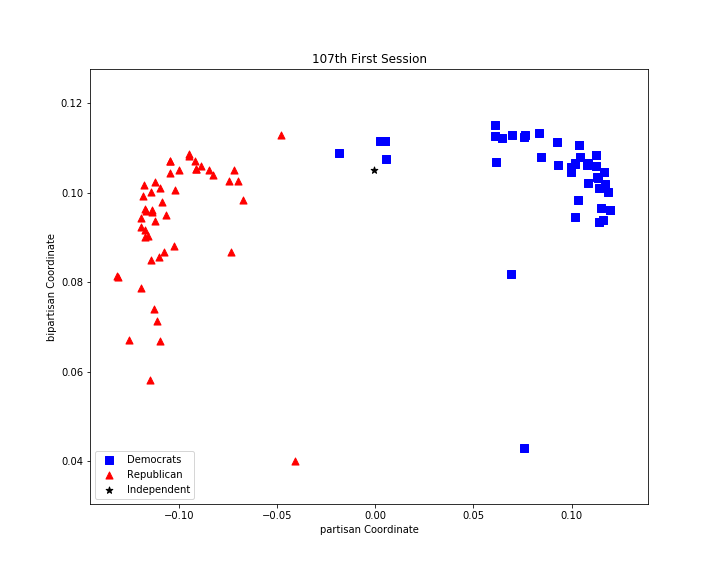 107th First Session
bipartisan Coordinate
0.12
0.10
0.08
0.06
0.04
Democrats
Republican
Independent
−0.10
−0.05
0.00
0.05
0.10
partisan Coordinate